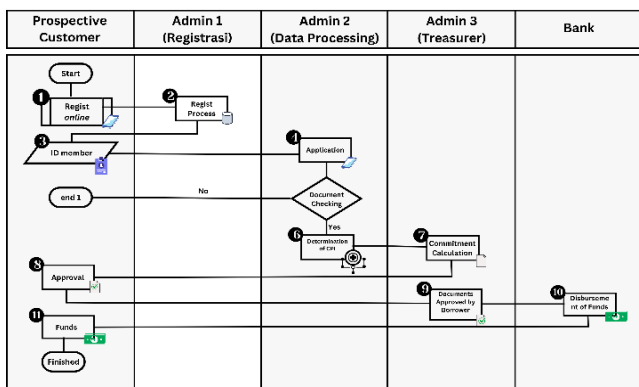 Prospective
Customer
Admin 1
(Registrasi)
Admin 2
(Data Processing)
Admin 3
(Treasurer)
Bank
Start
1
Regist
online
2
Regist
Process
3
ID member
4
Application
Document
Checking
No
end 1
Yes
6
Determination
of
7
Commitment
Calculation
8
Approval
9
Documents
Approved by
Borrower
10
Disburseme
nt of Funds
11
Funds
Finished